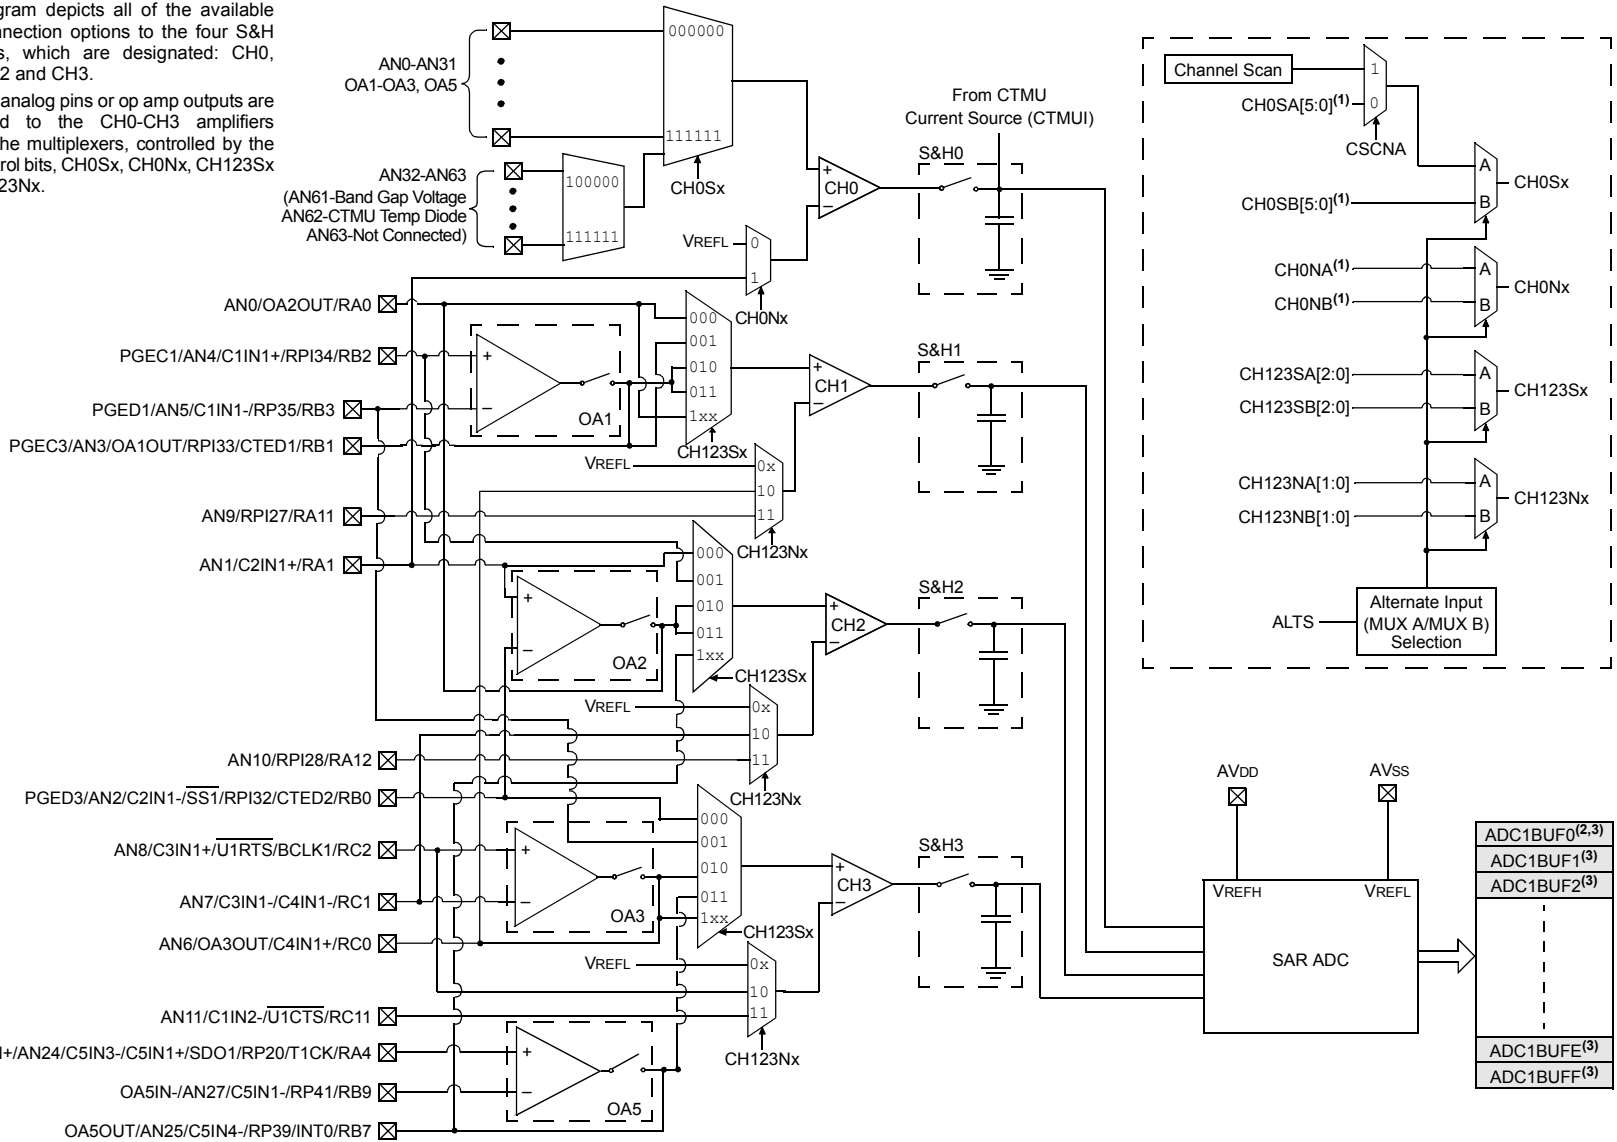 gram depicts all of the available
nnection options to the four S&H
s, which are designated: CH0,
2 and CH3.
analog pins or op amp outputs are
d to the CH0-CH3 amplifiers
he multiplexers, controlled by the
rol bits, CH0Sx, CH0Nx, CH123Sx
23Nx.
AN0-AN31
OA1-OA3, OA5
000000
111111
CH0Sx
AN32-AN63
(AN61-Band Gap Voltage
AN62-CTMU Temp Diode
AN63-Not Connected)
100000
111111
VREFL
0
1
CH0Nx
+
CH0
−
From CTMU
Current Source (CTMUI)
S&H0
AN0/OA2OUT/RA0
PGEC1/AN4/C1IN1+/RPI34/RB2
PGED1/AN5/C1IN1-/RP35/RB3
PGEC3/AN3/OA1OUT/RPI33/CTED1/RB1
+
−
OA1
000
001
010
011
1xx
CH123Sx
+
CH1
−
S&H1
VREFL
0x
10
11
CH123Nx
AN9/RPI27/RA11
AN1/C2IN1+/RA1
+
−
OA2
000
001
010
011
1xx
CH123Sx
+
CH2
−
S&H2
VREFL
0x
10
11
CH123Nx
AN10/RPI28/RA12
PGED3/AN2/C2IN1-/SS1/RPI32/CTED2/RB0
AN8/C3IN1+/U1RTS/BCLK1/RC2
AN7/C3IN1-/C4IN1-/RC1
AN6/OA3OUT/C4IN1+/RC0
+
−
OA3
000
001
010
011
1xx
CH123Sx
+
CH3
−
S&H3
VREFL
0x
10
11
CH123Nx
AN11/C1IN2-/U1CTS/RC11
+/AN24/C5IN3-/C5IN1+/SDO1/RP20/T1CK/RA4
OA5IN-/AN27/C5IN1-/RP41/RB9
OA5OUT/AN25/C5IN4-/RP39/INT0/RB7
+
−
OA5
Channel Scan
1
CH0SA[5:0](1)
0
CSCNA
A
CH0Sx
CH0SB[5:0](1)
B
CH0NA(1)
A
CH0Nx
CH0NB(1)
B
CH123SA[2:0]
A
CH123Sx
CH123SB[2:0]
B
CH123NA[1:0]
A
CH123Nx
CH123NB[1:0]
B
ALTS
Alternate Input
(MUX A/MUX B)
Selection
AVDD
AVSS
VREFH
VREFL
SAR ADC
ADC1BUF0(2,3)
ADC1BUF1(3)
ADC1BUF2(3)
ADC1BUFE(3)
ADC1BUFF(3)